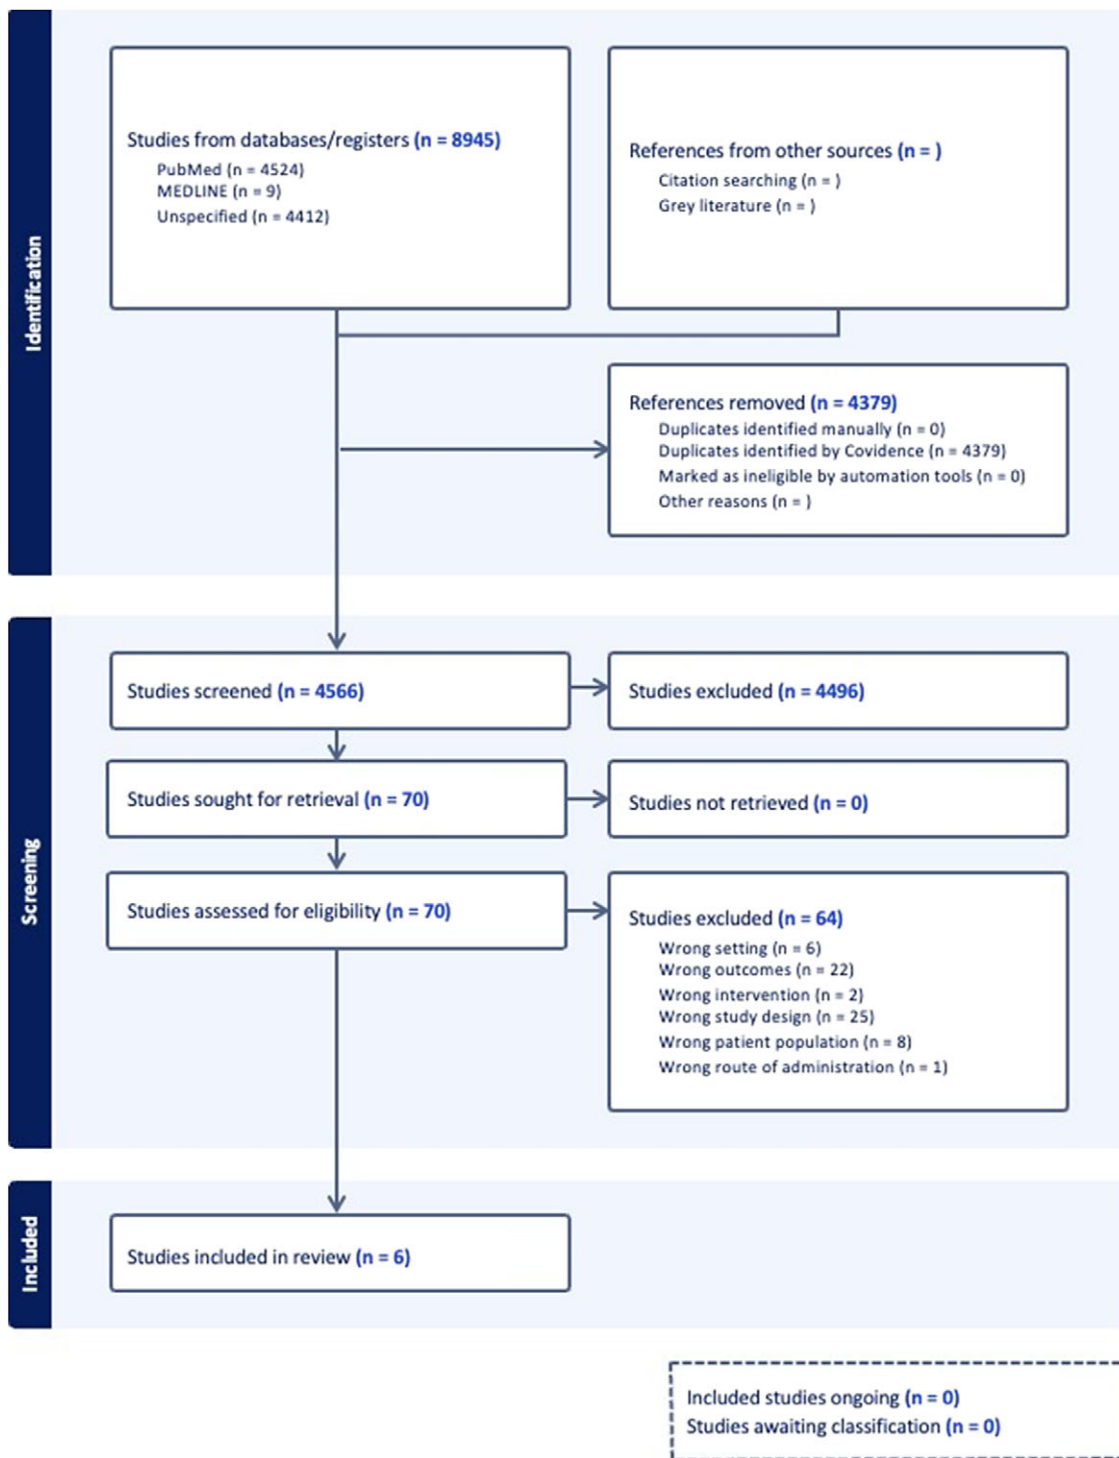 Identification
Studies from databases/registers (n = 8945)
PubMed (n = 4524)
MEDLINE (n = 9)
Unspecified (n = 4412)
References from other sources (n = )
Citation searching (n = )
Grey literature (n = )
References removed (n = 4379)
Duplicates identified manually (n = 0)
Duplicates identified by Covidence (n = 4379)
Marked as ineligible by automation tools (n = 0)
Other reasons (n = )
Screening
Studies screened (n = 4566)
Studies excluded (n = 4496)
Studies sought for retrieval (n = 70)
Studies not retrieved (n = 0)
Studies assessed for eligibility (n = 70)
Studies excluded (n = 64)
Wrong setting (n = 6)
Wrong outcomes (n = 22)
Wrong intervention (n = 2)
Wrong study design (n = 25)
Wrong patient population (n = 8)
Wrong route of administration (n = 1)
Included
Studies included in review (n = 6)
Included studies ongoing (n = 0)
Studies awaiting classification (n = 0)